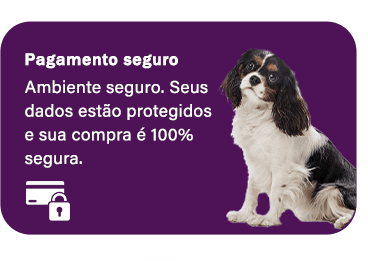 Pagamento seguro
Ambiente seguro. Seus
dados estão protegidos
e sua compra é 100%
segura.